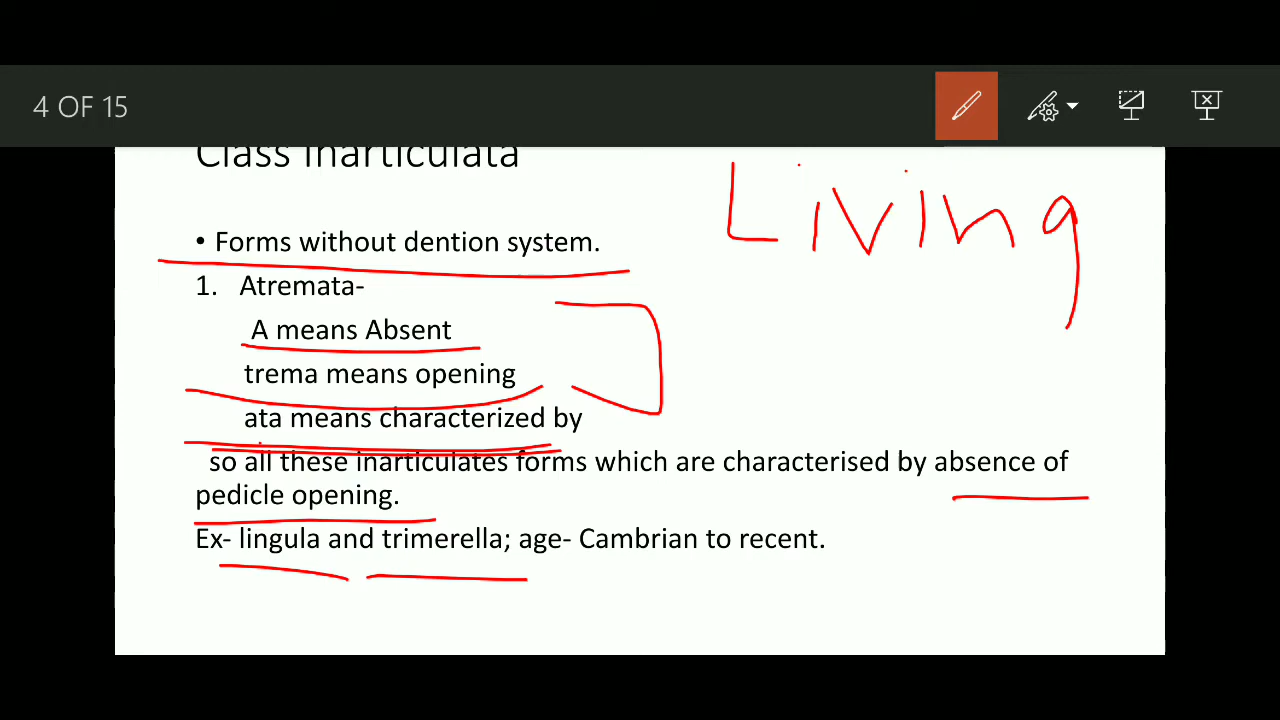 4 OF 15
Class Inarticulata
Living
• Forms without dention system.
1. Atremata-
A means Absent
trema means opening
ata means characterized by
so all these inarticulates forms which are characterised by absence of
pedicle opening.
Ex- lingula and trimerella; age- Cambrian to recent.